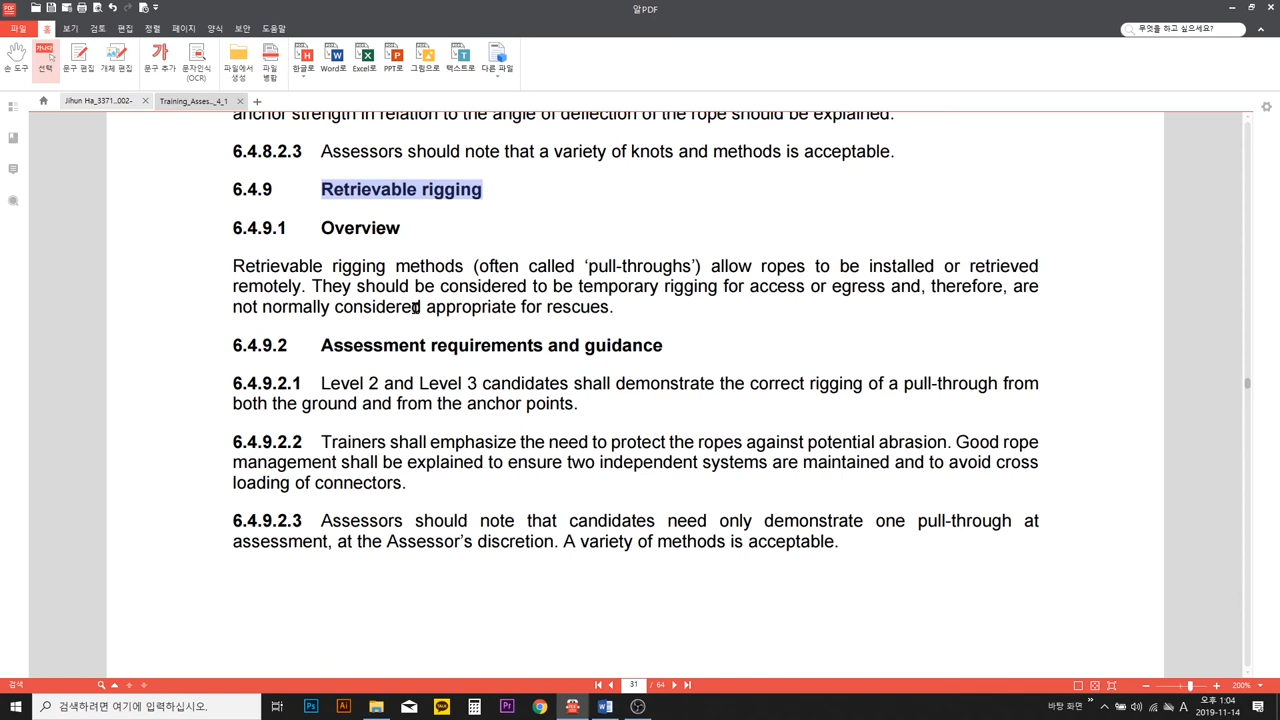 알PDF
파일 홈 보기 검토 편집 정렬 페이지 양식 보안 도움말
무엇을 하고 싶으세요?
가나다
손 도구 선택 문구 편집 개체 편집 문구 추가 문자인식 (OCR) 파일에서 생성 파일 병합 한글로 Word로 Excel로 PPT로 그림으로 텍스트로 다른 파일
Jihun Ha_3371...002- Training_Asses..._4_1
anchor strength in relation to the angle of deflection of the rope should be explained.
6.4.8.2.3 Assessors should note that a variety of knots and methods is acceptable.
6.4.9 Retrievable rigging
6.4.9.1 Overview
Retrievable rigging methods (often called ‘pull-throughs’) allow ropes to be installed or retrieved
remotely. They should be considered to be temporary rigging for access or egress and, therefore, are
not normally considered appropriate for rescues.
6.4.9.2 Assessment requirements and guidance
6.4.9.2.1 Level 2 and Level 3 candidates shall demonstrate the correct rigging of a pull-through from
both the ground and from the anchor points.
6.4.9.2.2 Trainers shall emphasize the need to protect the ropes against potential abrasion. Good rope
management shall be explained to ensure two independent systems are maintained and to avoid cross
loading of connectors.
6.4.9.2.3 Assessors should note that candidates need only demonstrate one pull-through at
assessment, at the Assessor’s discretion. A variety of methods is acceptable.
검색 31 / 64 200%
검색하려면 여기에 입력하십시오. 바탕 화면 A 오후 1:04
2019-11-14